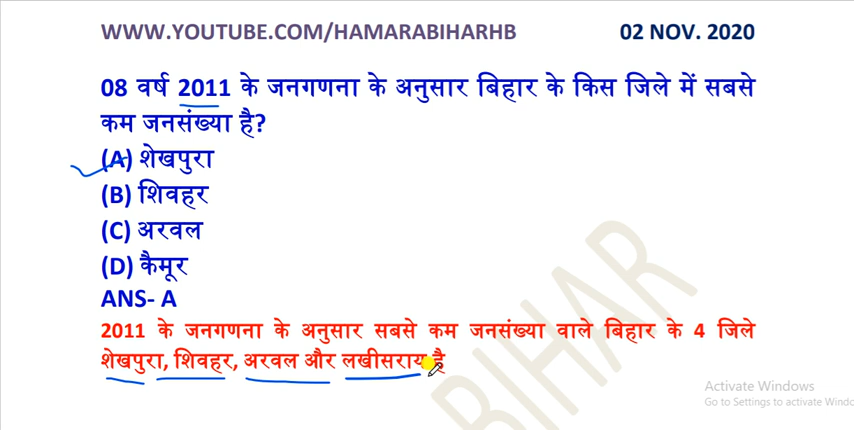 WWW.YOUTUBE.COM/HAMARABIHARHB 02 NOV. 2020
08 वर्ष 2011 के जनगणना के अनुसार बिहार के किस जिले में सबसे
कम जनसंख्या है?
(A) शेखपुरा
(B) शिवहर
(C) अरवल
(D) कैमूर
ANS- A
2011 के जनगणना के अनुसार सबसे कम जनसंख्या वाले बिहार के 4 जिले
शेखपुरा, शिवहर, अरवल और लखीसराय है
BIHAR
Activate Windows
Go to Settings to activate Windo